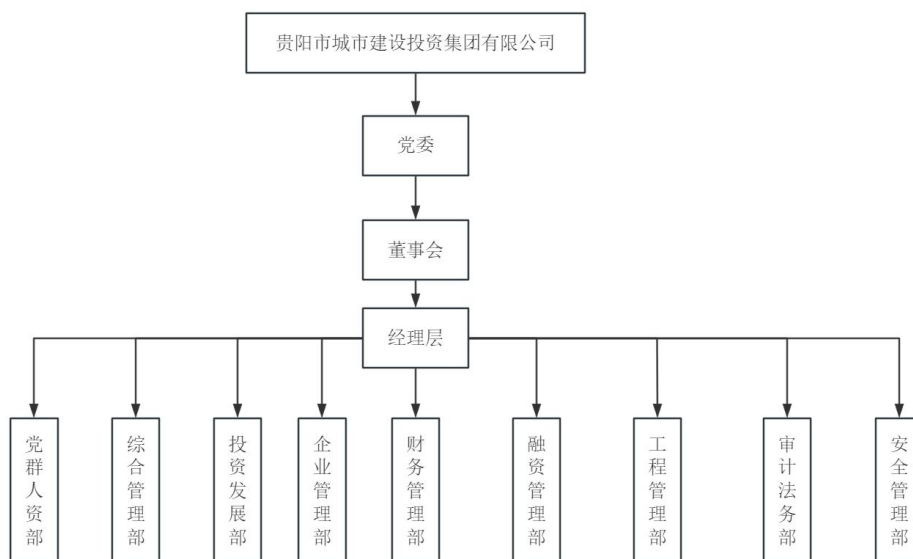 贵阳市城市建设投资集团有限公司
党委
董事会
经理层
党群人资部
综合管理部
投资发展部
企业管理部
财务管理部
融资管理部
工程管理部
审计法务部
安全管理部